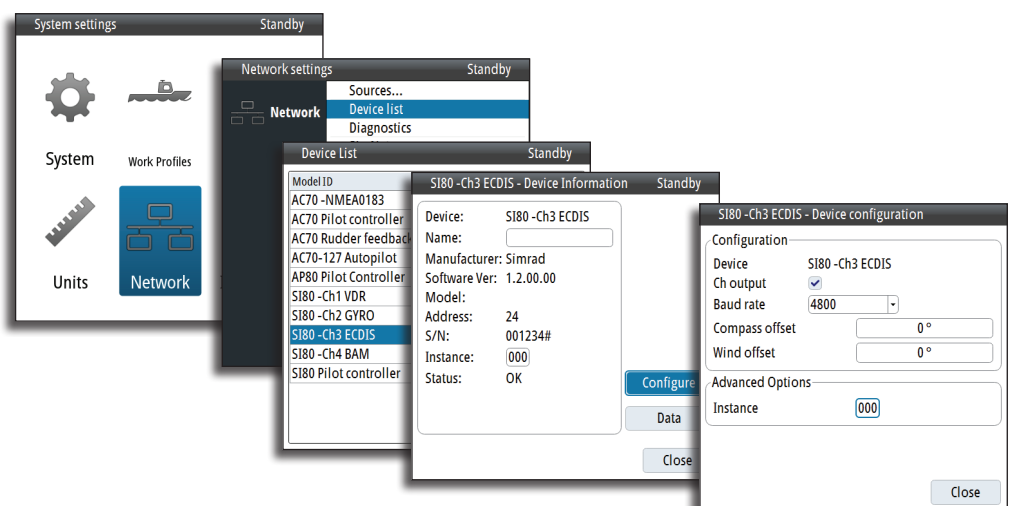 System settings Standby
System
Work Profiles
Units
Network
Network settings Standby
Network
Sources...
Device list
Diagnostics
Device List Standby
Model ID
AC70 -NMEA0183
AC70 Pilot controller
AC70 Rudder feedback
AC70-127 Autopilot
AP80 Pilot Controller
SI80 -Ch1 VDR
SI80 -Ch2 GYRO
SI80 -Ch3 ECDIS
SI80 -Ch4 BAM
SI80 Pilot controller
SI80 -Ch3 ECDIS - Device Information Standby
Device: SI80 -Ch3 ECDIS
Name:
Manufacturer: Simrad
Software Ver: 1.2.00.00
Model:
Address: 24
S/N: 001234#
Instance: 000
Status: OK
Configure
Data
Close
SI80 -Ch3 ECDIS - Device configuration
Configuration
Device SI80 -Ch3 ECDIS
Ch output
Baud rate 4800
Compass offset 0 °
Wind offset 0 °
Advanced Options
Instance 000
Close